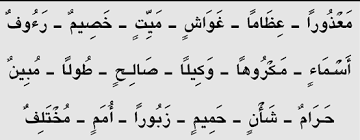 مَعْذُوراً ـ عِظَاماً ـ غَوَاشٍ ـ مَيِّتٍ ـ خَصِيمٌ ـ رَءُوفٌ
أَسْمَاءٍ ـ مَكْرُوهاً ـ وَكِيلاً ـ صَالِحٍ ـ طُولاً ـ مُبِينٌ
حَرَامٌ ـ شَأْنٍ ـ حَمِيمٍ ـ زَبُوراً ـ أُمَمٍ ـ مُخْتَلِفٌ